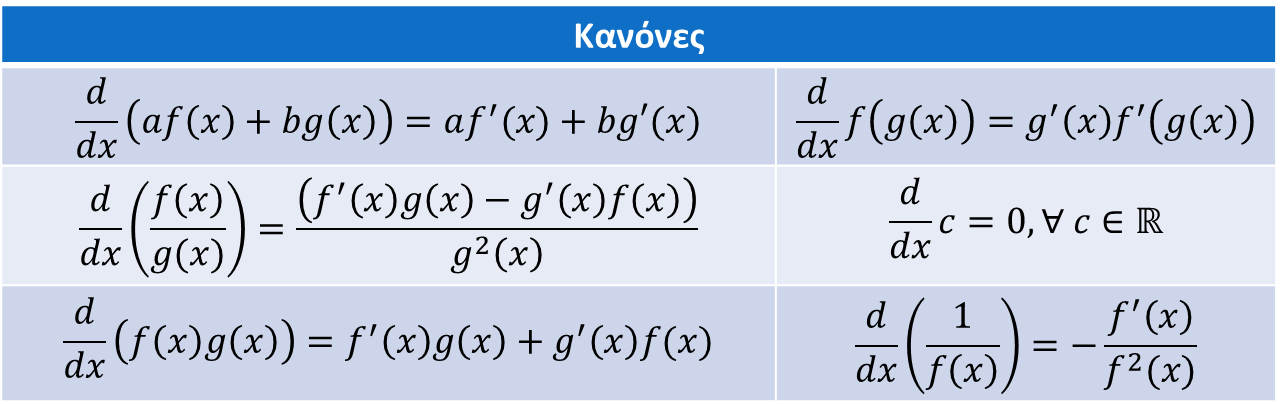 Κανόνες
d/dx (af(x) + bg(x)) = af′(x) + bg′(x)
d/dx f(g(x)) = g′(x)f′(g(x))
d/dx (f(x)/g(x)) = (f′(x)g(x) − g′(x)f(x))/g²(x)
d/dx c = 0, ∀ c ∈ ℝ
d/dx (f(x)g(x)) = f′(x)g(x) + g′(x)f(x)
d/dx (1/f(x)) = − f′(x)/f²(x)